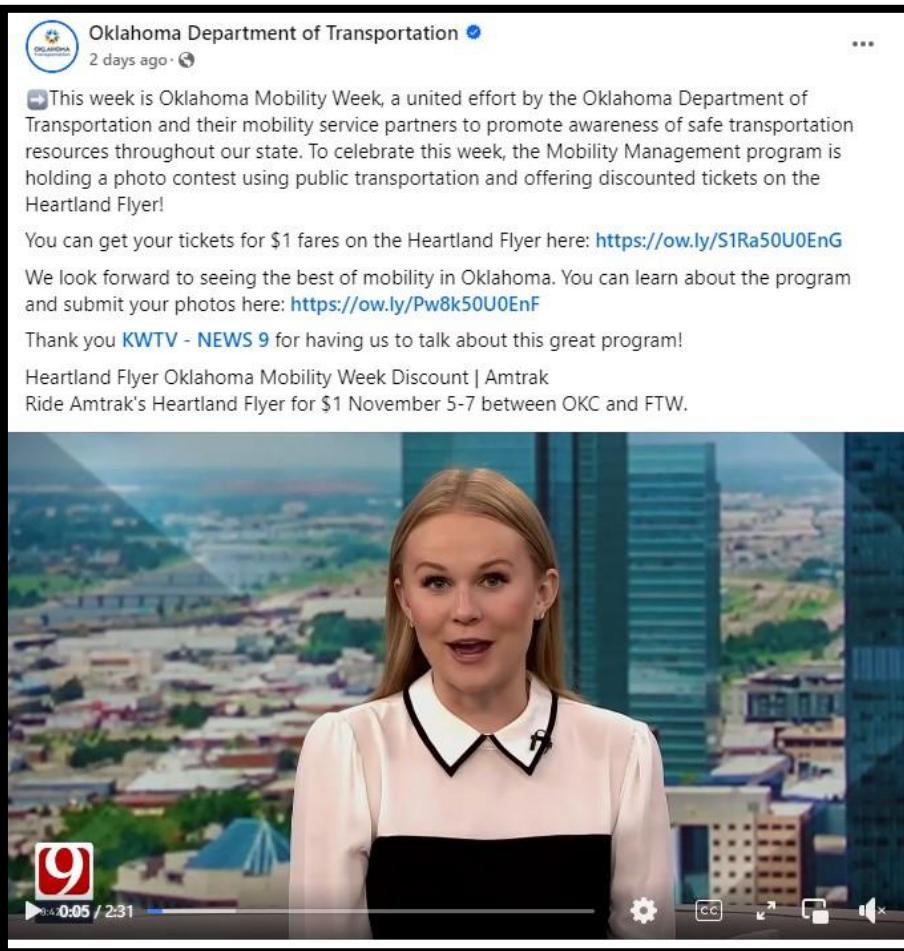 Oklahoma Department of Transportation
2 days ago ·
This week is Oklahoma Mobility Week, a united effort by the Oklahoma Department of
Transportation and their mobility service partners to promote awareness of safe transportation
resources throughout our state. To celebrate this week, the Mobility Management program is
holding a photo contest using public transportation and offering discounted tickets on the
Heartland Flyer!
You can get your tickets for $1 fares on the Heartland Flyer here: https://ow.ly/S1Ra50U0EnG
We look forward to seeing the best of mobility in Oklahoma. You can learn about the program
and submit your photos here: https://ow.ly/Pw8k50U0EnF
Thank you KWTV - NEWS 9 for having us to talk about this great program!
Heartland Flyer Oklahoma Mobility Week Discount | Amtrak
Ride Amtrak's Heartland Flyer for $1 November 5-7 between OKC and FTW.
9
0:05 / 2:31
CC